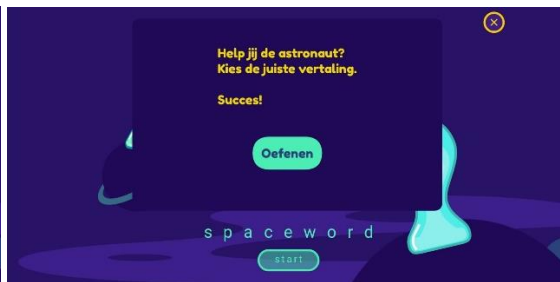 Help jij de astronaut?
Kies de juiste vertaling.
Succes!
Oefenen
spaceword
start